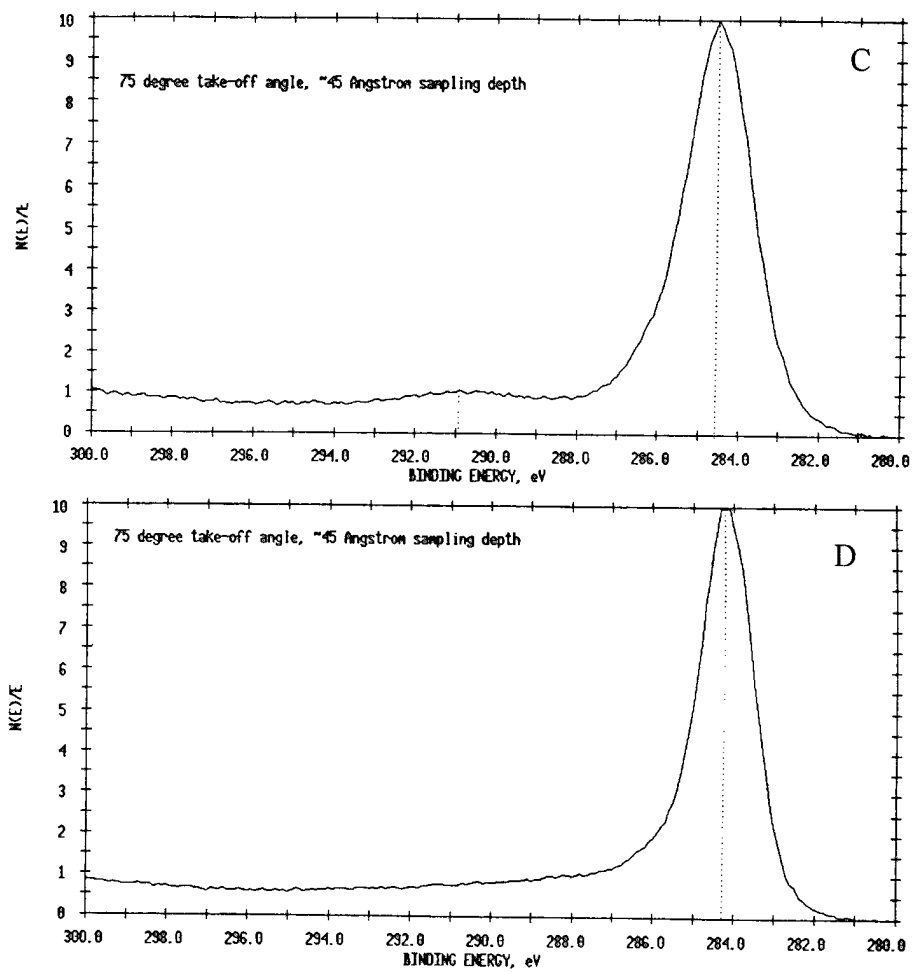 10
9
8
7
6
5
4
3
2
1
0
N(E)/E
75 degree take-off angle, ~45 Angstrom sampling depth
C
300.0 298.0 296.0 294.0 292.0 290.0 288.0 286.0 284.0 282.0 280.0
BINDING ENERGY, eV
10
9
8
7
6
5
4
3
2
1
0
N(E)/E
75 degree take-off angle, ~45 Angstrom sampling depth
D
300.0 298.0 296.0 294.0 292.0 290.0 288.0 286.0 284.0 282.0 280.0
BINDING ENERGY, eV